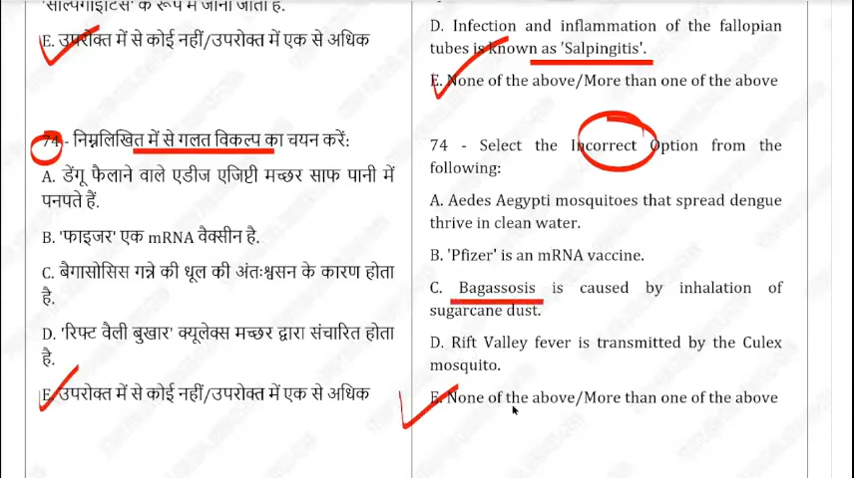 'साल्पिंगाइटिस' के रूप में जाना जाता है.
E. उपरोक्त में से कोई नहीं/उपरोक्त में एक से अधिक
74 - निम्नलिखित में से गलत विकल्प का चयन करें:
A. डेंगू फैलाने वाले एडीज एजिप्टी मच्छर साफ पानी में
पनपते हैं.
B. 'फाइजर' एक mRNA वैक्सीन है.
C. बैगासोसिस गन्ने की धूल की अंतःश्वसन के कारण होता
है.
D. 'रिफ्ट वैली बुखार' क्यूलेक्स मच्छर द्वारा संचारित होता
है.
E. उपरोक्त में से कोई नहीं/उपरोक्त में एक से अधिक
D. Infection and inflammation of the fallopian
tubes is known as 'Salpingitis'.
E. None of the above/More than one of the above
74 - Select the Incorrect Option from the
following:
A. Aedes Aegypti mosquitoes that spread dengue
thrive in clean water.
B. 'Pfizer' is an mRNA vaccine.
C. Bagassosis is caused by inhalation of
sugarcane dust.
D. Rift Valley fever is transmitted by the Culex
mosquito.
E. None of the above/More than one of the above